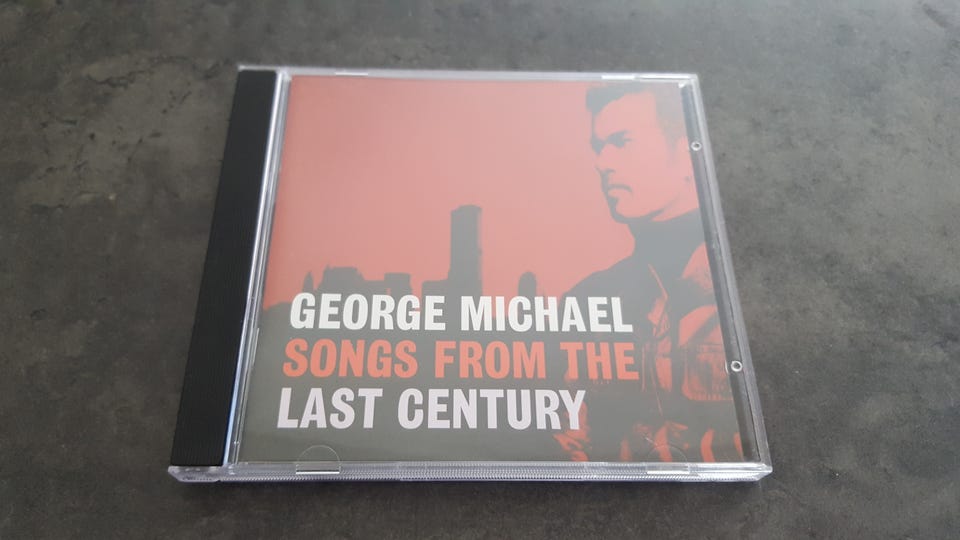 GEORGE MICHAEL
SONGS FROM THE
LAST CENTURY